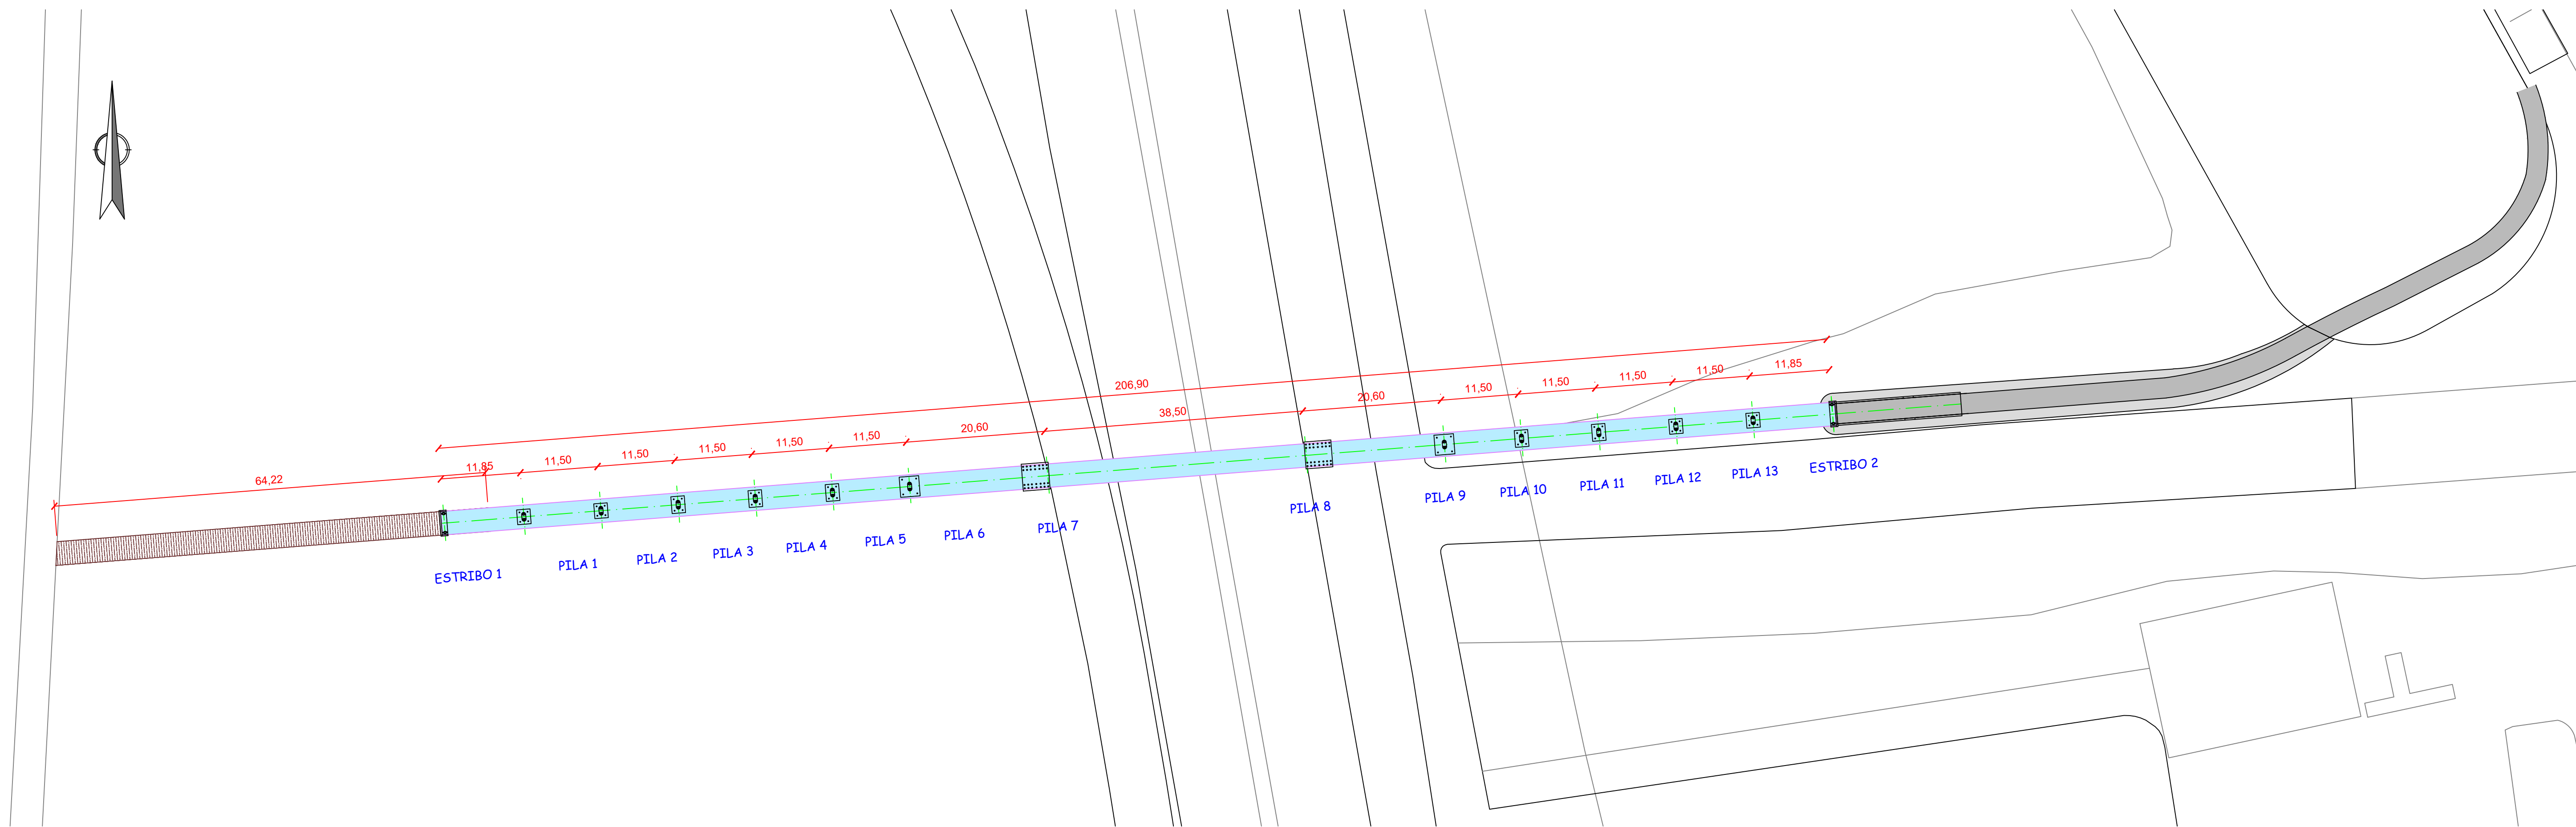 206,90
64,22
11,85
11,50
11,50
11,50
11,50
11,50
20,60
38,50
20,60
11,50
11,50
11,50
11,50
11,85
ESTRIBO 1
PILA 1
PILA 2
PILA 3
PILA 4
PILA 5
PILA 6
PILA 7
PILA 8
PILA 9
PILA 10
PILA 11
PILA 12
PILA 13
ESTRIBO 2